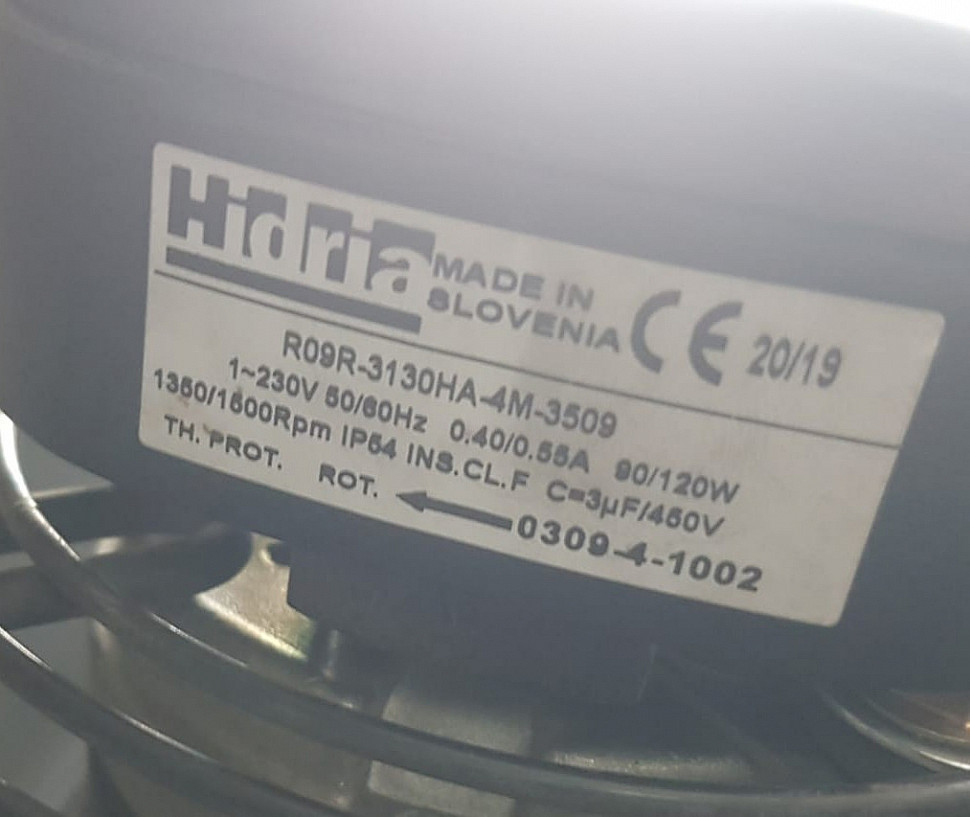 Hidria MADE IN SLOVENIA CE 20/19
R09R-3130HA-4M-3509
1~230V 50/60Hz 0.40/0.55A 90/120W
1350/1600Rpm IP54 INS.CL.F C=3µF/450V
TH. PROT. ROT. ← 0309-4-1002